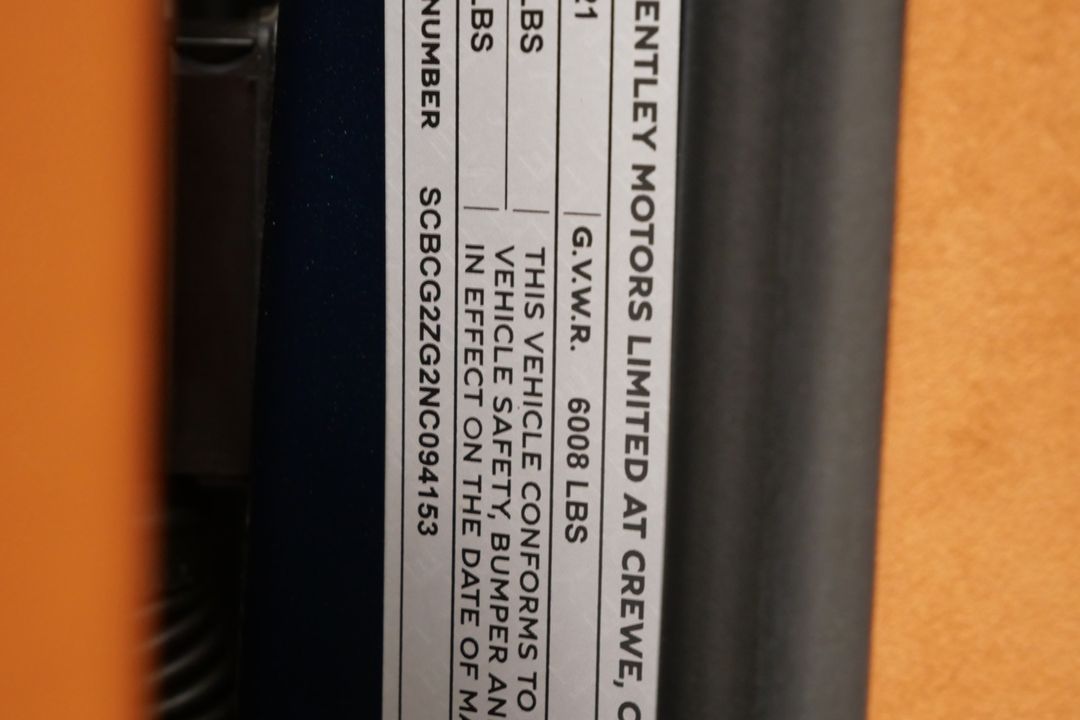 ENTLEY MOTORS LIMITED AT CREWE, C
21 G.V.W.R. 6008 LBS
LBS THIS VEHICLE CONFORMS TO
VEHICLE SAFETY, BUMPER AN
LBS IN EFFECT ON THE DATE OF MA
NUMBER SCBCG2ZG2NC094153